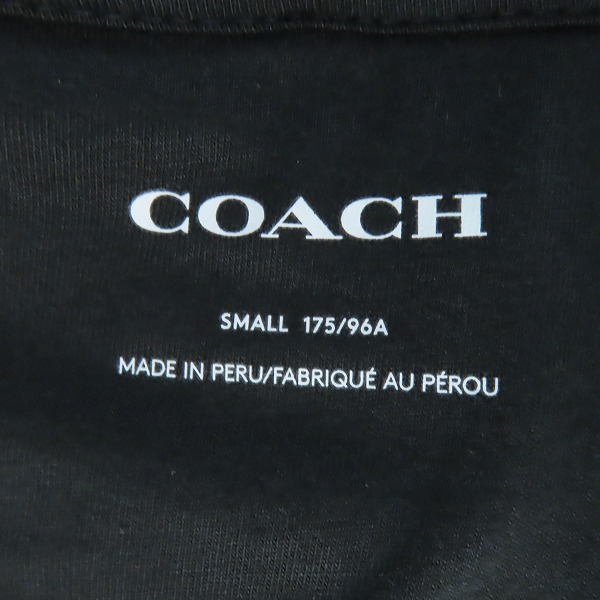 COACH
SMALL 175/96A
MADE IN PERU/FABRIQUÉ AU PÉROU